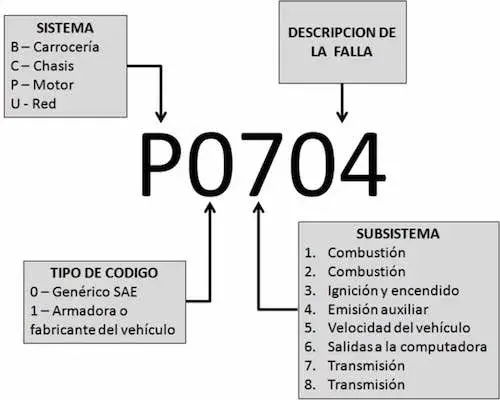 SISTEMA
B – Carrocería
C – Chasis
P – Motor
U - Red
DESCRIPCION DE
LA FALLA
P0704
TIPO DE CODIGO
0 – Genérico SAE
1 – Armadora o
fabricante del vehículo
SUBSISTEMA
1. Combustión
2. Combustión
3. Ignición y encendido
4. Emisión auxiliar
5. Velocidad del vehículo
6. Salidas a la computadora
7. Transmisión
8. Transmisión